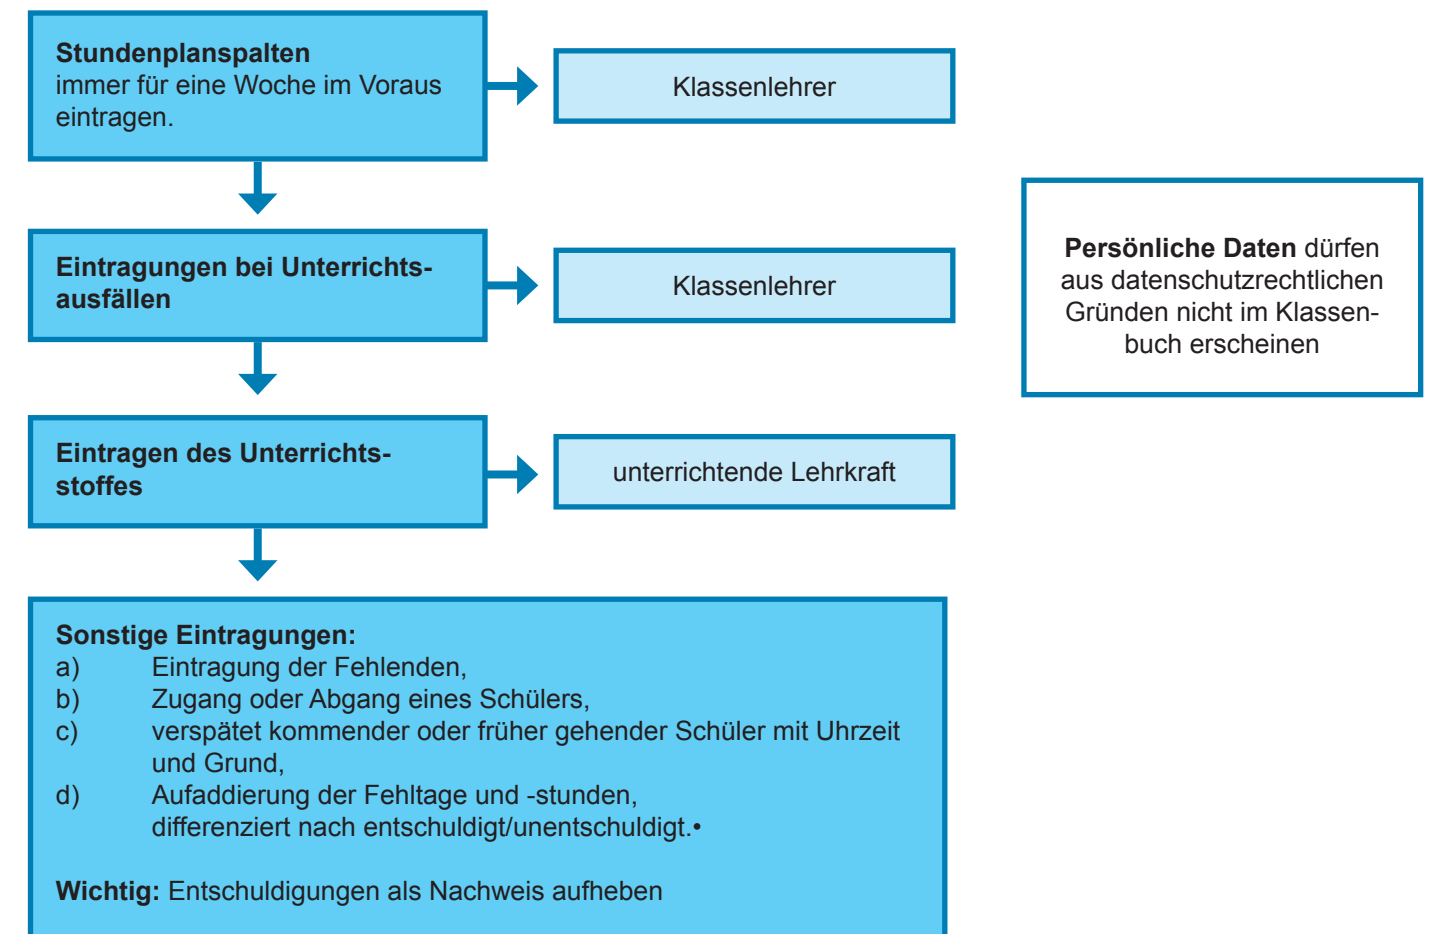 Stundenplanspalten
immer für eine Woche im Voraus
eintragen.
Klassenlehrer
Eintragungen bei Unterrichts-
ausfällen
Klassenlehrer
Persönliche Daten dürfen
aus datenschutzrechtlichen
Gründen nicht im Klassen-
buch erscheinen
Eintragen des Unterrichts-
stoffes
unterrichtende Lehrkraft
Sonstige Eintragungen:
a) Eintragung der Fehlenden,
b) Zugang oder Abgang eines Schülers,
c) verspätet kommender oder früher gehender Schüler mit Uhrzeit
und Grund,
d) Aufaddierung der Fehltage und -stunden,
differenziert nach entschuldigt/unentschuldigt.•
Wichtig: Entschuldigungen als Nachweis aufheben